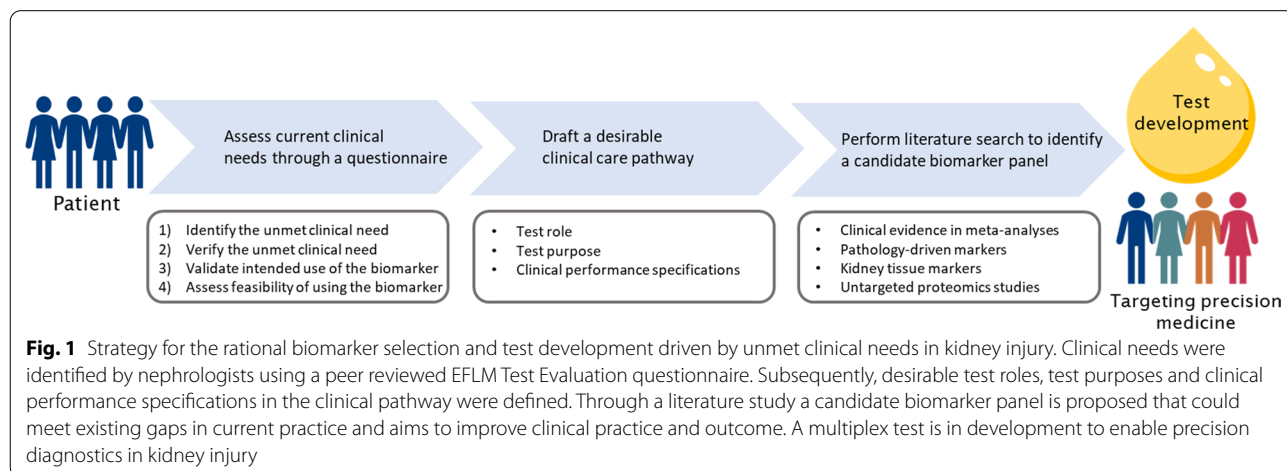 Patient
Assess current clinical
needs through a questionnaire
1) Identify the unmet clinical need
2) Verify the unmet clinical need
3) Validate intended use of the biomarker
4) Assess feasibility of using the biomarker
Draft a desirable
clinical care pathway
• Test role
• Test purpose
• Clinical performance specifications
Perform literature search to identify
a candidate biomarker panel
• Clinical evidence in meta-analyses
• Pathology-driven markers
• Kidney tissue markers
• Untargeted proteomics studies
Test
development
Targeting precision
medicine
Fig. 1 Strategy for the rational biomarker selection and test development driven by unmet clinical needs in kidney injury. Clinical needs were
identified by nephrologists using a peer reviewed EFLM Test Evaluation questionnaire. Subsequently, desirable test roles, test purposes and clinical
performance specifications in the clinical pathway were defined. Through a literature study a candidate biomarker panel is proposed that could
meet existing gaps in current practice and aims to improve clinical practice and outcome. A multiplex test is in development to enable precision
diagnostics in kidney injury